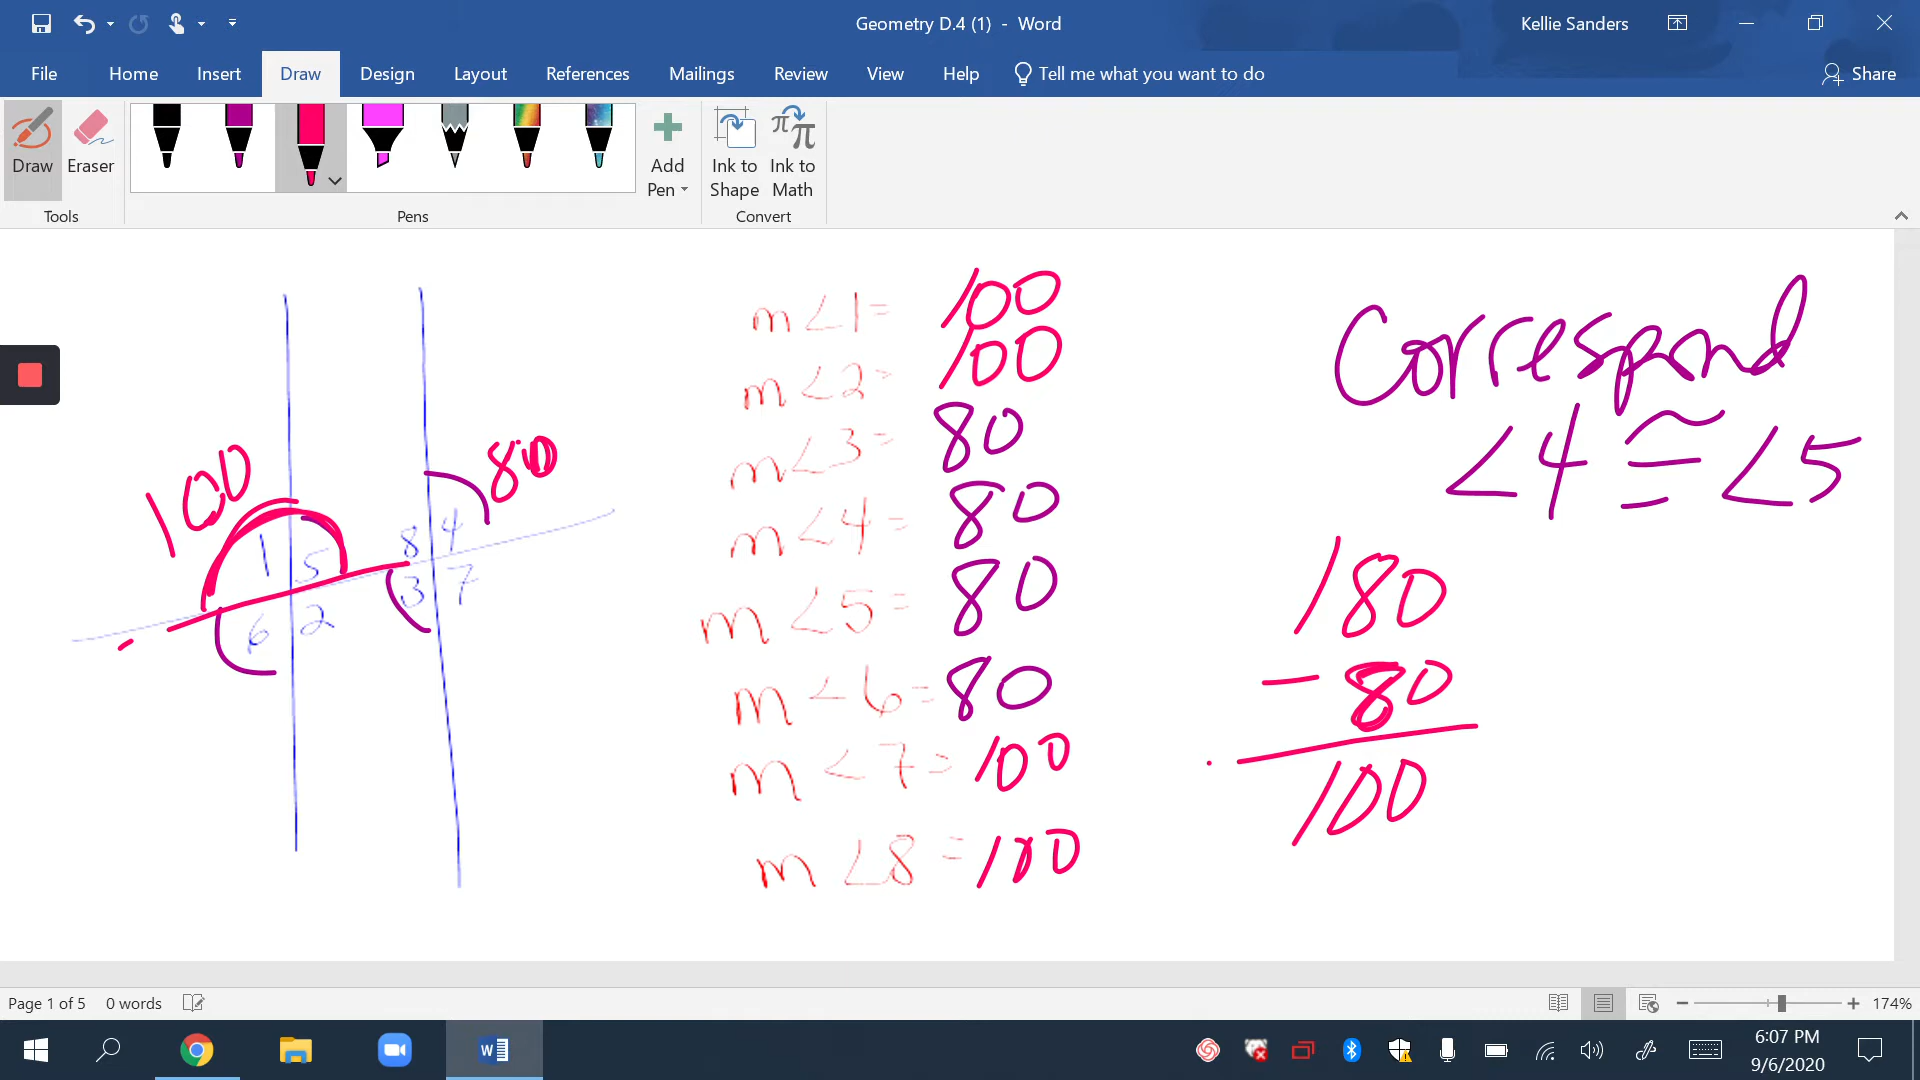 Geometry D.4 (1) - Word
Kellie Sanders
File Home Insert Draw Design Layout References Mailings Review View Help Tell me what you want to do Share
Draw Eraser Add Pen Ink to Shape Ink to Math
Tools Pens Convert
m∠1= 100
m∠2= 100
m∠3= 80
m∠4= 80
m∠5= 80
m∠6= 80
m∠7= 100
m∠8= 100
100
80
1 5 8 4
6 2 3 7
Correspond
∠4 ≅ ∠5
180
- 80
100
Page 1 of 5 0 words 174%
W
6:07 PM
9/6/2020